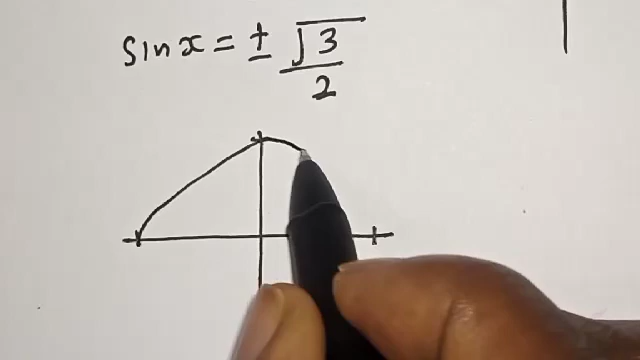 sin x = ± √3/2